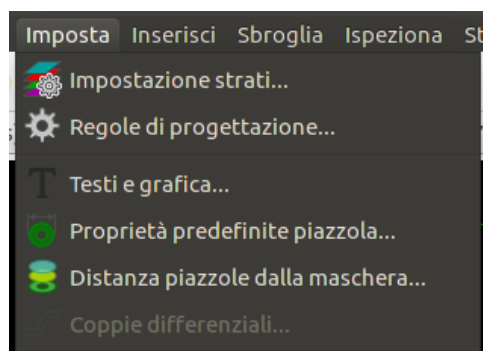 Imposta Inserisci Sbroglia Ispeziona St
Impostazione strati...
Regole di progettazione...
Testi e grafica...
Proprietà predefinite piazzola...
Distanza piazzole dalla maschera...
Coppie differenziali...